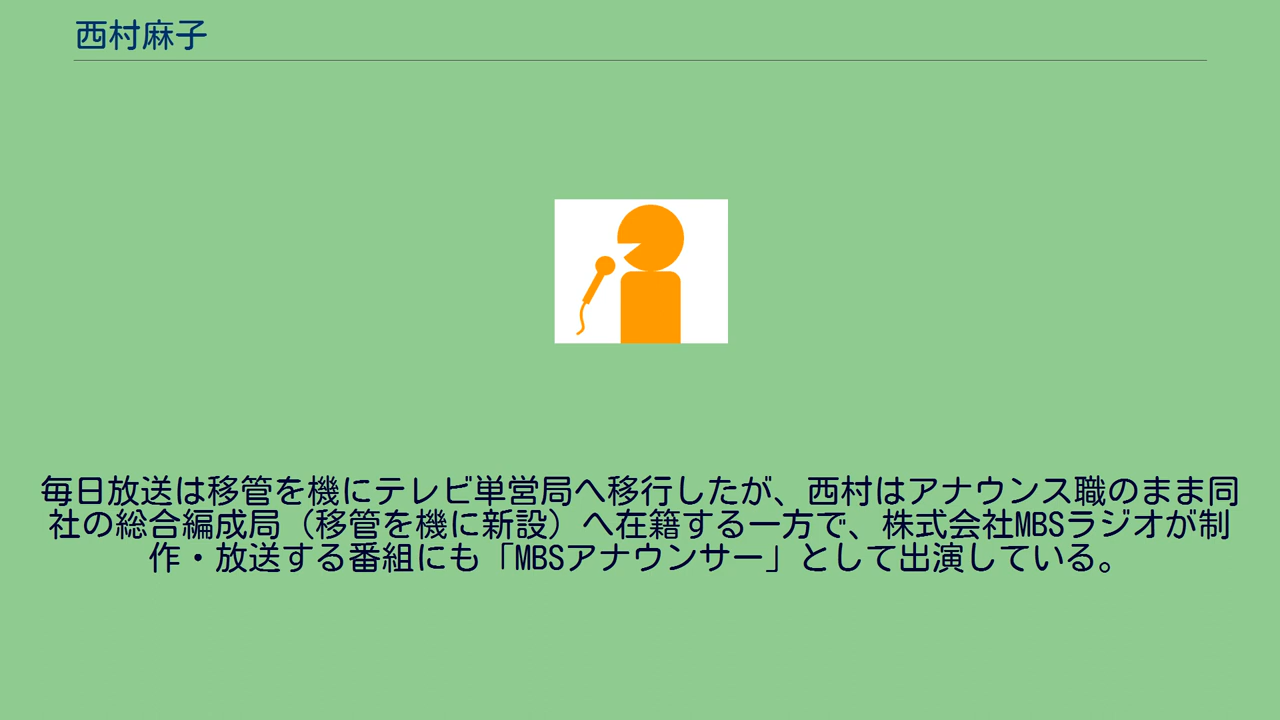 西村麻子
毎日放送は移管を機にテレビ単営局へ移行したが、西村はアナウンス職のまま同
社の総合編成局（移管を機に新設）へ在籍する一方で、株式会社MBSラジオが制
作・放送する番組にも「MBSアナウンサー」として出演している。